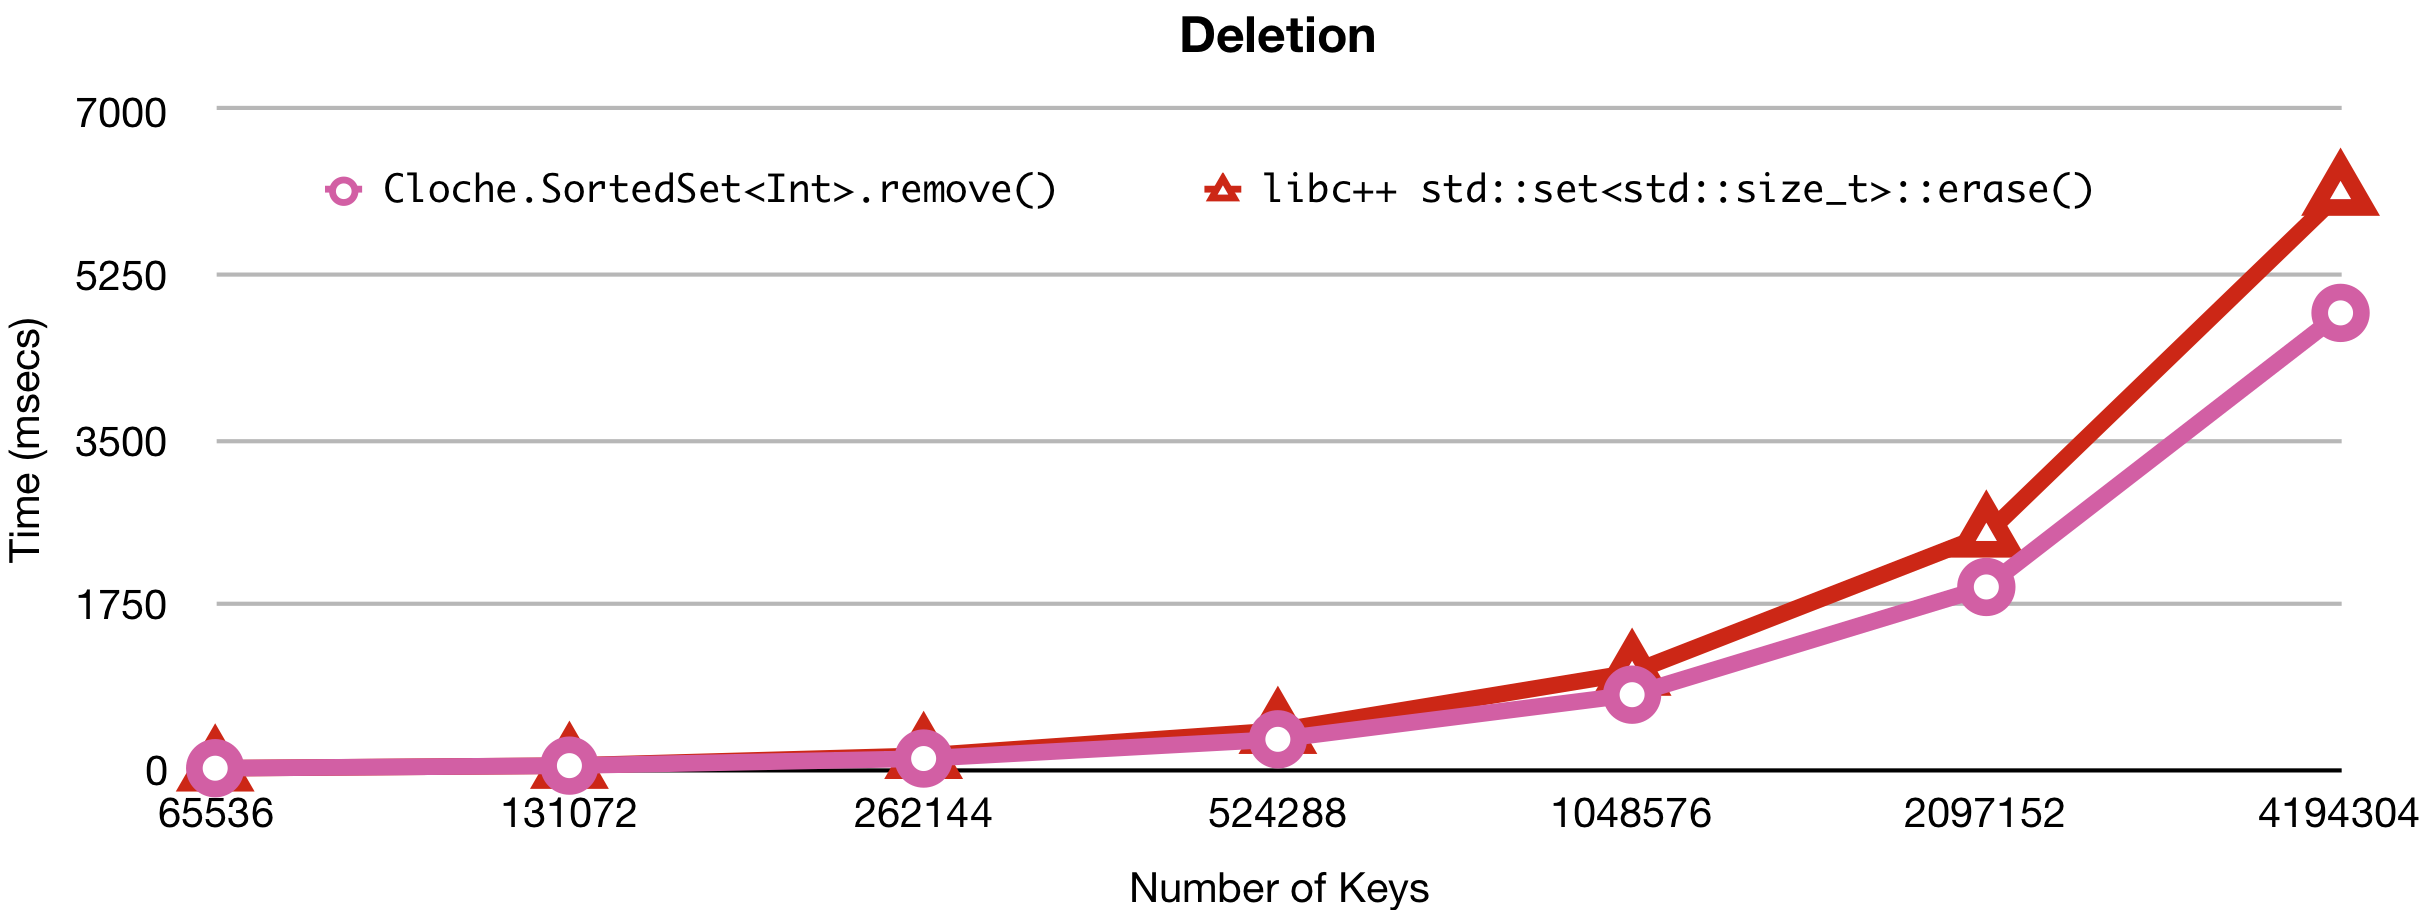 Deletion
7000
Cloche.SortedSet<Int>.remove() libc++ std::set<std::size_t>::erase()
5250
3500
1750
0
Time (msecs)
65536 131072 262144 524288 1048576 2097152 4194304
Number of Keys